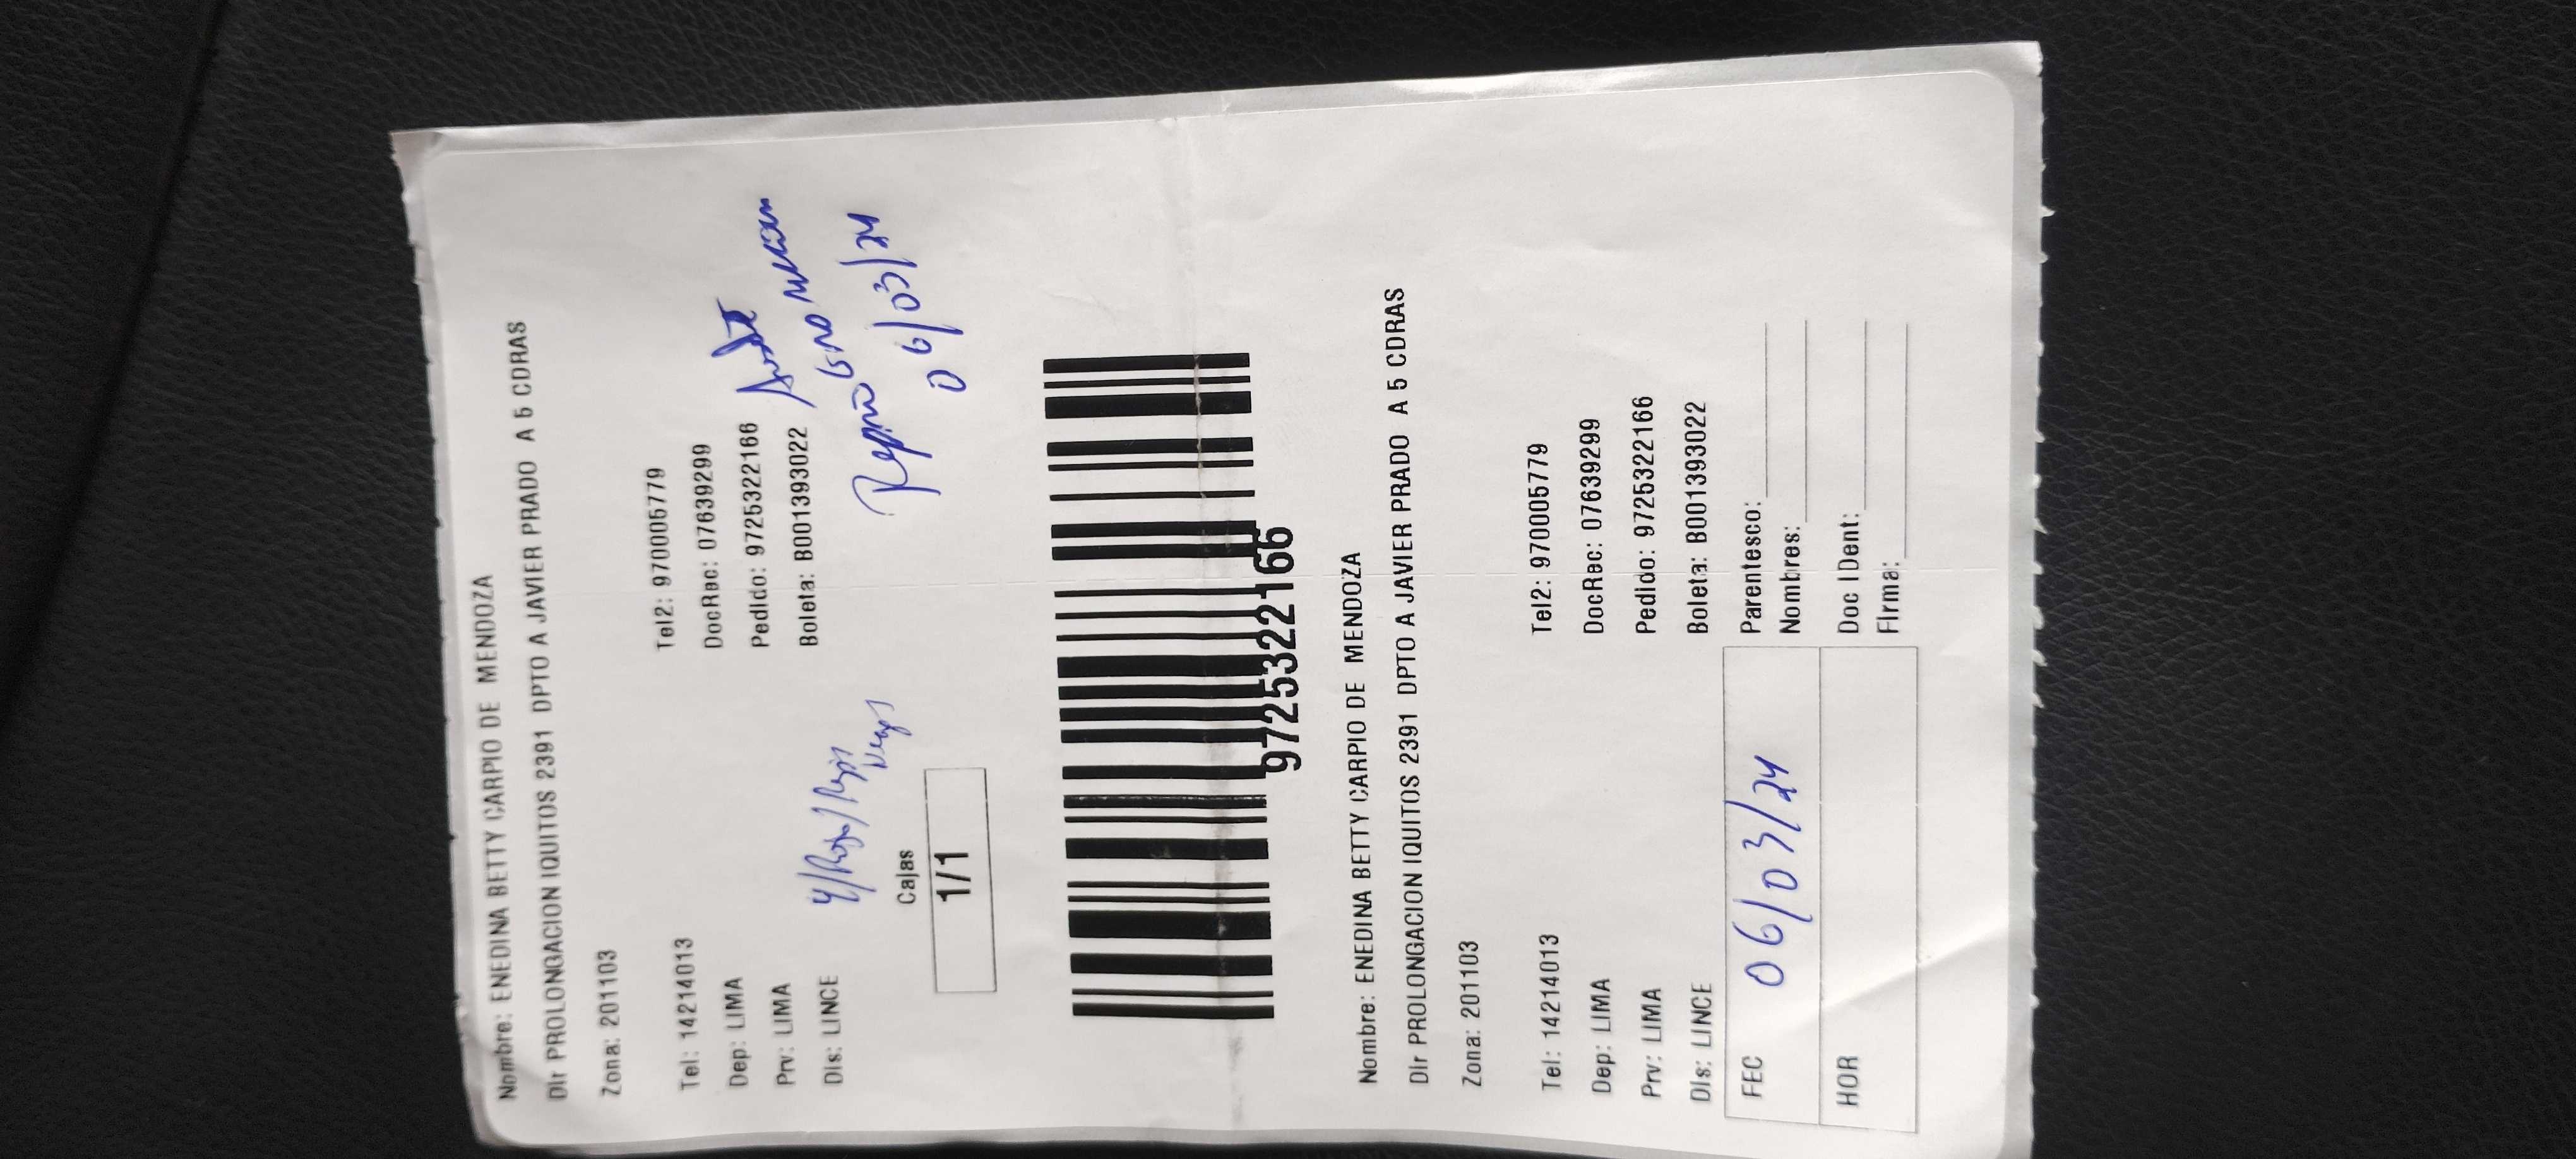 Nombre: ENEDINA BETTY CARPIO DE MENDOZA
Dir PROLONGACION IQUITOS 2391 DPTO A JAVIER PRADO A 5 CDRAS
Zona: 201103
Tel: 14214013 Tel2: 970005779
Dep: LIMA DocRec: 07639299
Prv: LIMA Pedido: 9725322166
Dis: LINCE Boleta: B001393022
06/03/24
Cajas
1/1
9725322166
Nombre: ENEDINA BETTY CARPIO DE MENDOZA
Dir PROLONGACION IQUITOS 2391 DPTO A JAVIER PRADO A 5 CDRAS
Zona: 201103
Tel: 14214013 Tel2: 970005779
Dep: LIMA DocRec: 07639299
Prv: LIMA Pedido: 9725322166
Dis: LINCE Boleta: B001393022
FEC 06/03/24 Parentesco:
Nombres:
HOR Doc IDent:
Firma: